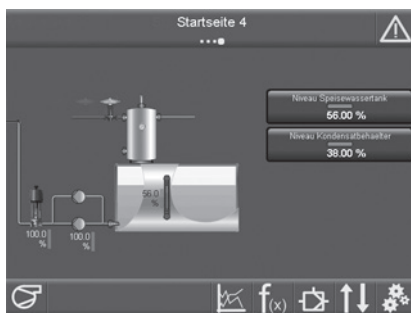 Startseite 4
Niveau Speisewassertank
56.00 %
Niveau Kondensatbehaelter
38.00 %
56.0
%
100.0
%
100.0
%
f(x)